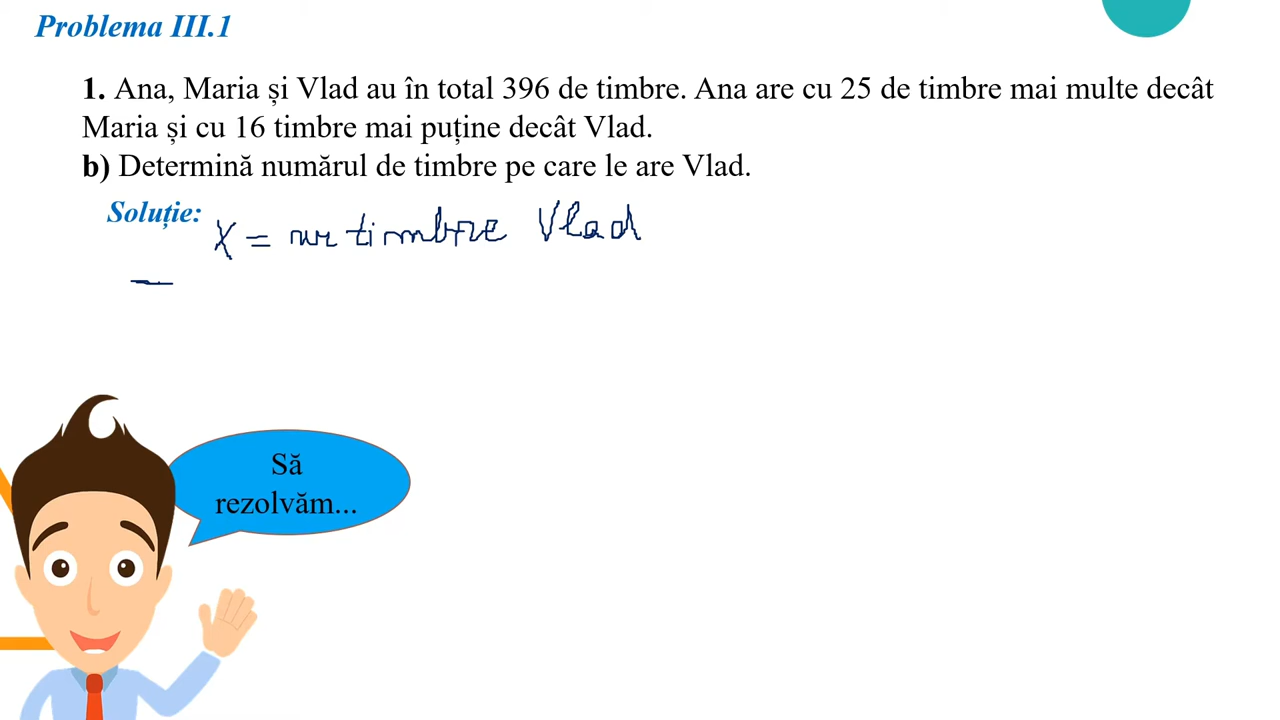 Problema III.1
1. Ana, Maria și Vlad au în total 396 de timbre. Ana are cu 25 de timbre mai multe decât
Maria și cu 16 timbre mai puține decât Vlad.
b) Determină numărul de timbre pe care le are Vlad.
Soluție:
X = nr timbre Vlad
Să
rezolvăm...